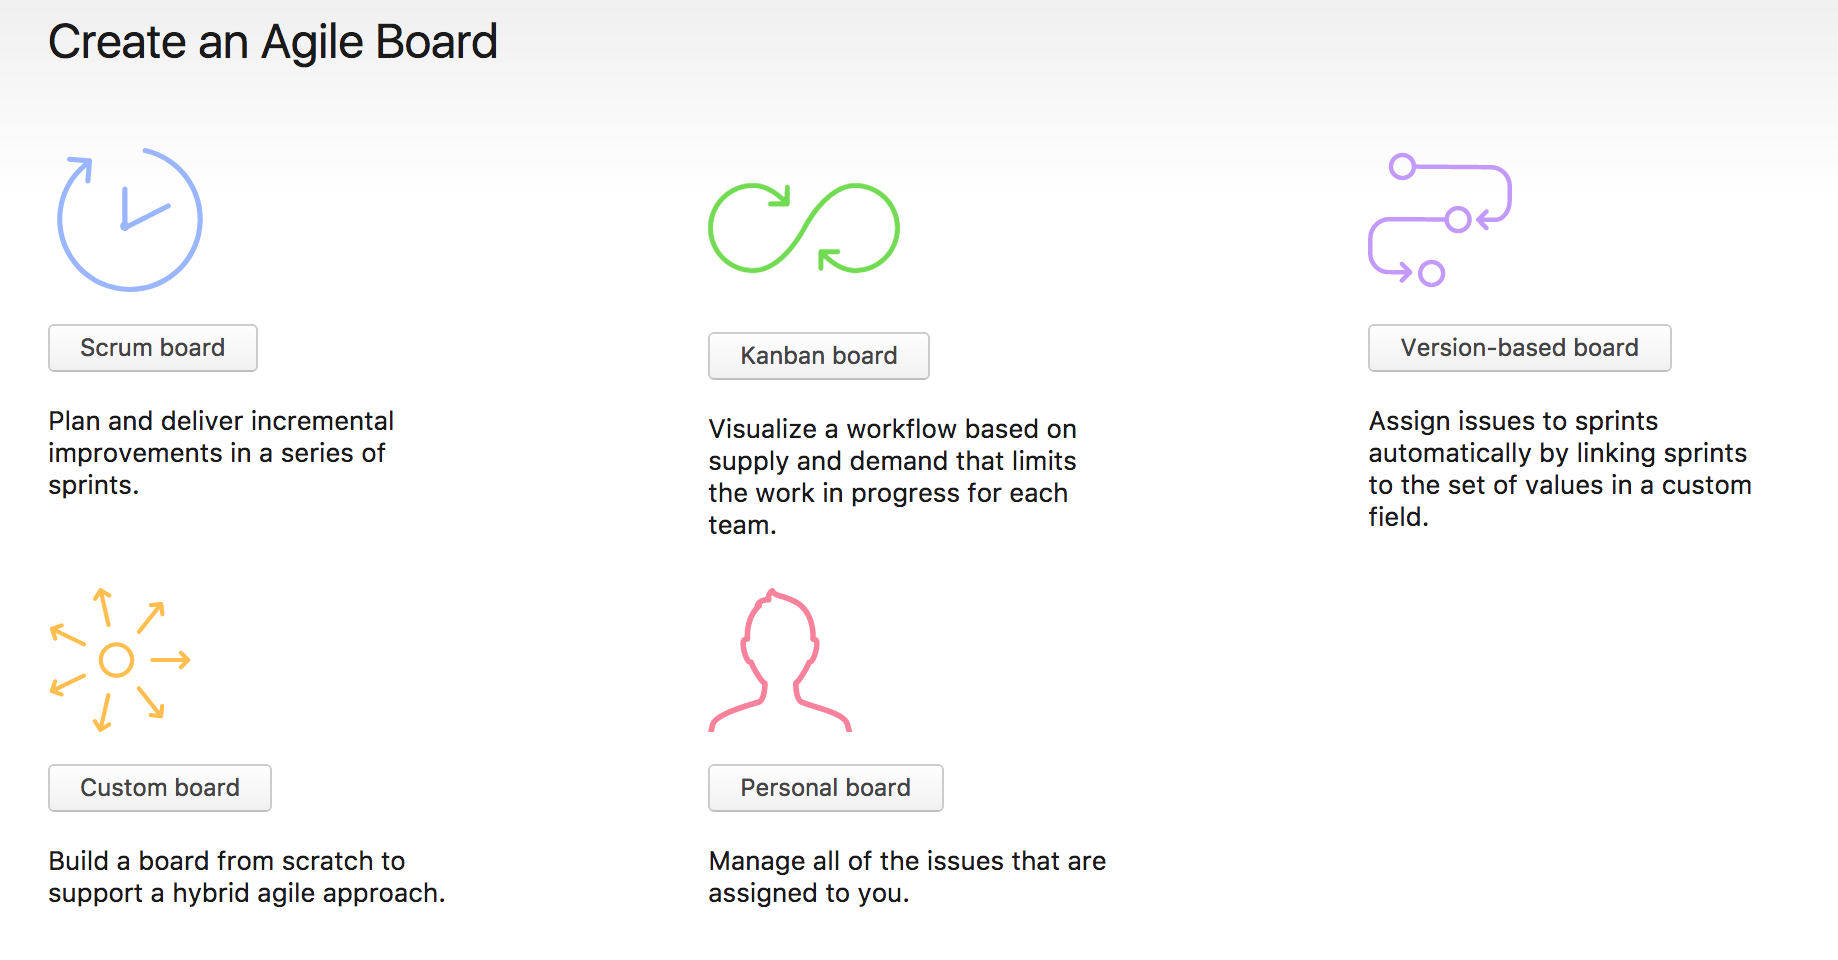 Create an Agile Board
Scrum board
Plan and deliver incremental
improvements in a series of
sprints.
Kanban board
Visualize a workflow based on
supply and demand that limits
the work in progress for each
team.
Version-based board
Assign issues to sprints
automatically by linking sprints
to the set of values in a custom
field.
Custom board
Build a board from scratch to
support a hybrid agile approach.
Personal board
Manage all of the issues that are
assigned to you.